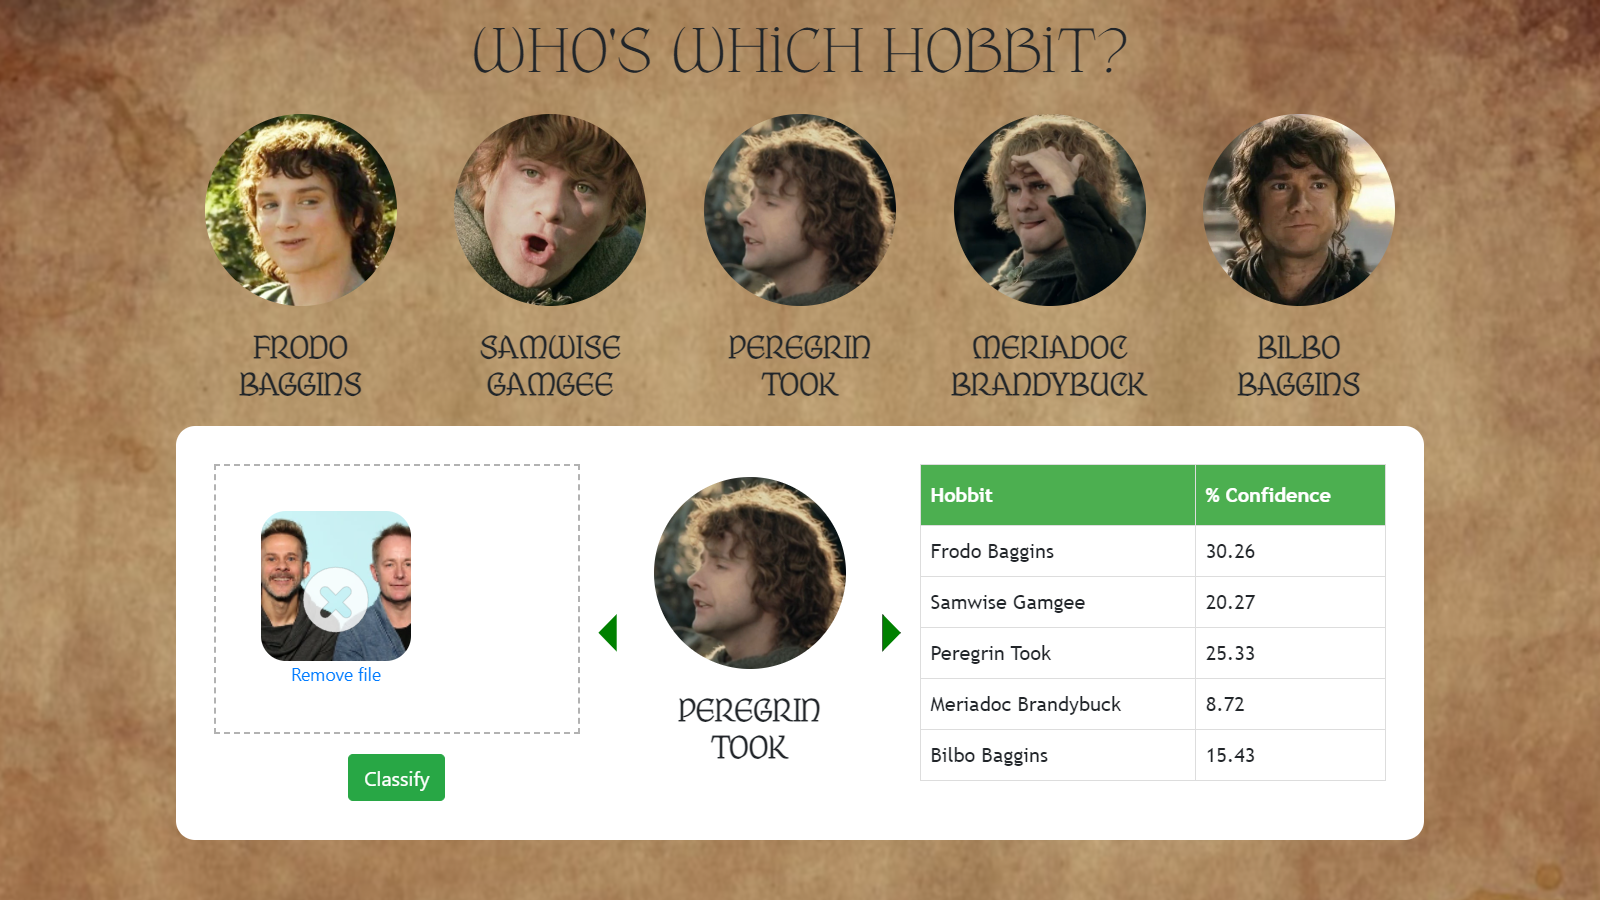 WHO'S WHiCH HOBBiT?
FRODO
BAGGINS
SAMWISE
GAMGEE
PEREGRIN
TOOK
MERIADOC
BRANDYBUCK
BILBO
BAGGINS
Remove file
Classify
PEREGRIN
TOOK
Hobbit % Confidence
Frodo Baggins 30.26
Samwise Gamgee 20.27
Peregrin Took 25.33
Meriadoc Brandybuck 8.72
Bilbo Baggins 15.43